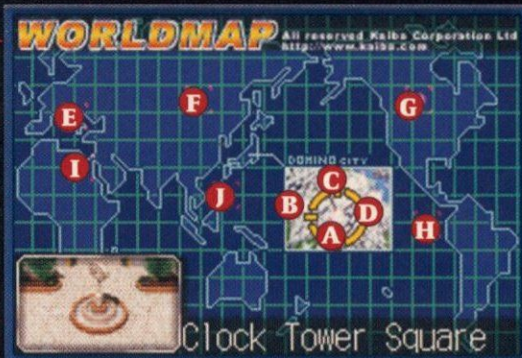 WORLDMAP
All reserved Kaiba Corporation Ltd
http://www.kaiba.com
E
F
G
I
DOMINO CITY
C
J
B
D
A
H
Clock Tower Square